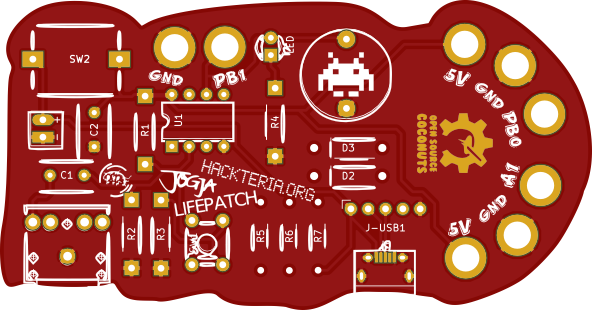 SW2
LED
GND
PB1
5V
GND
PB0
+
-
C2
R1
U1
R4
OPEN SOURCE
COCONUTS
D3
D2
A1
C1
HACKTERIA.ORG
JOGJA
LIFEPATCH
GND
5V
R2
R3
R5
R6
R7
J-USB1